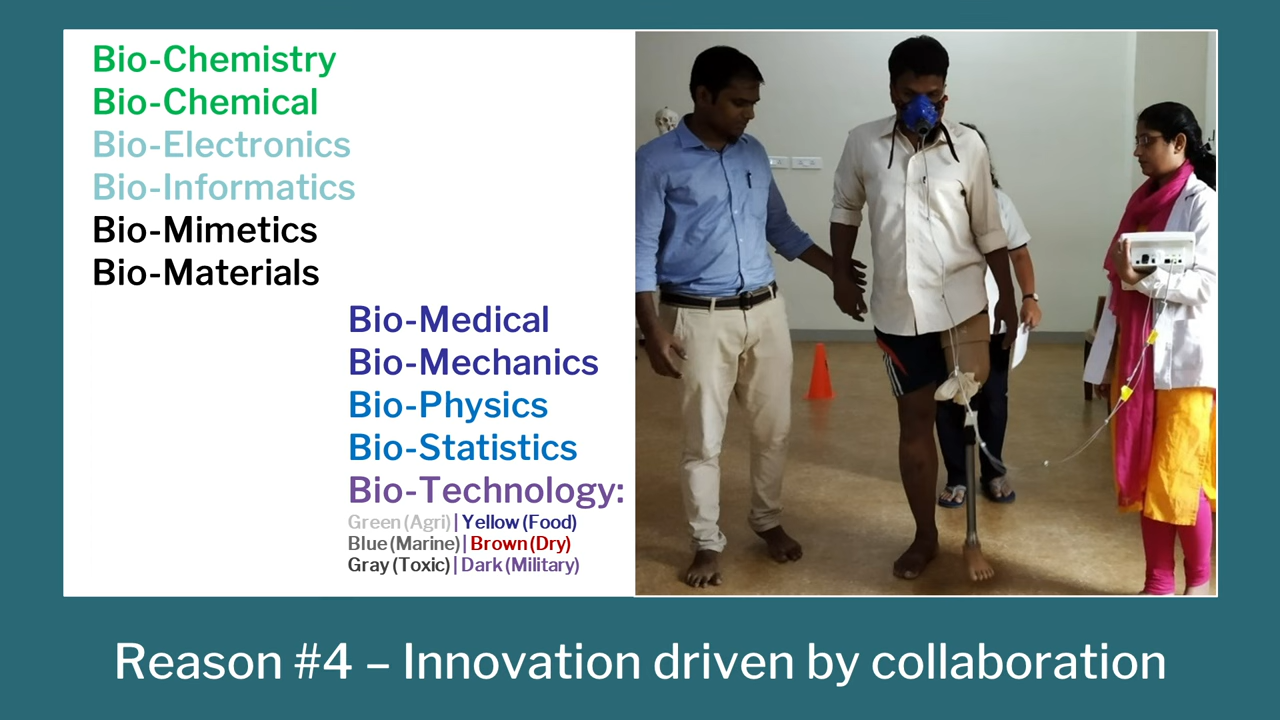 Bio-Chemistry
Bio-Chemical
Bio-Electronics
Bio-Informatics
Bio-Mimetics
Bio-Materials
Bio-Medical
Bio-Mechanics
Bio-Physics
Bio-Statistics
Bio-Technology:
Green (Agri) | Yellow (Food)
Blue (Marine) | Brown (Dry)
Gray (Toxic) | Dark (Military)
Reason #4 – Innovation driven by collaboration